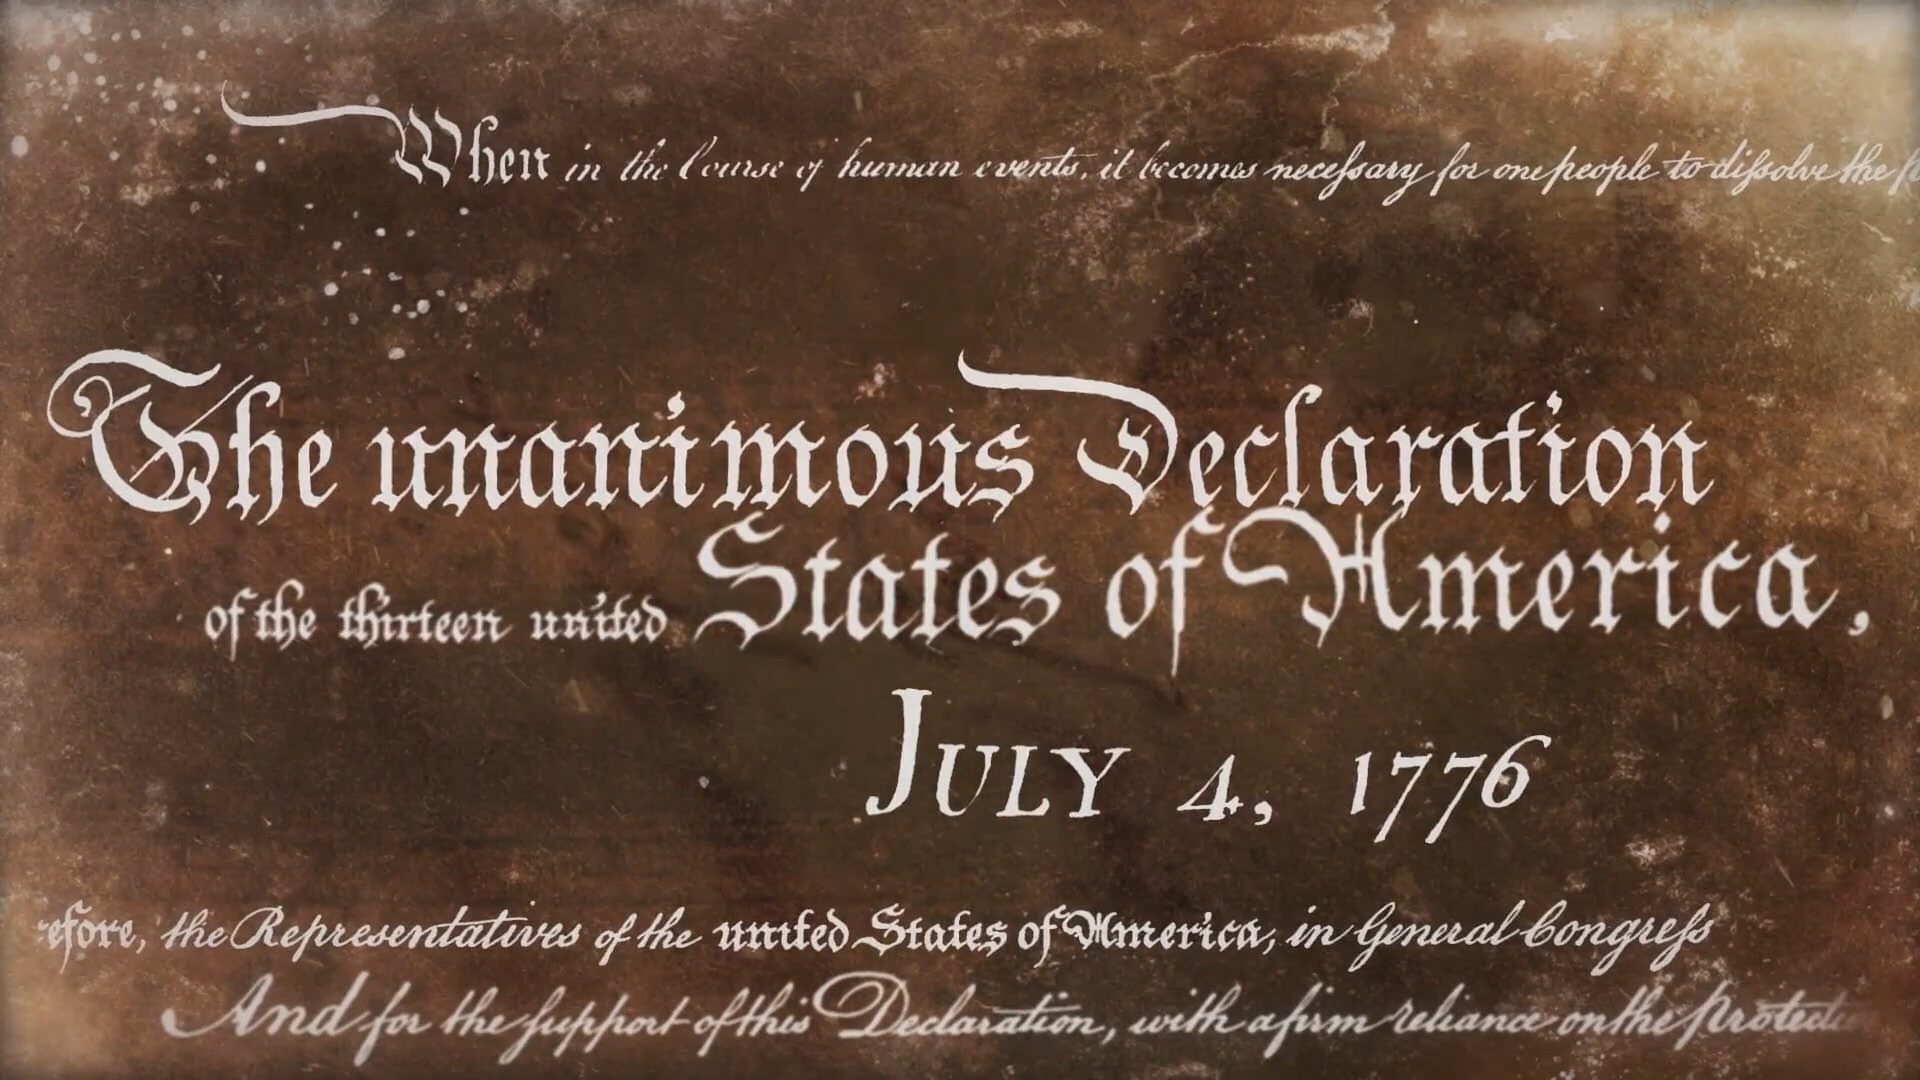 When in the Course of human events, it becomes necessary for one people to dissolve the
The unanimous Declaration
of the thirteen united States of America.
JULY 4, 1776
efore, the Representatives of the united States of America, in General Congress
And for the support of this Declaration, with a firm reliance on the protecti